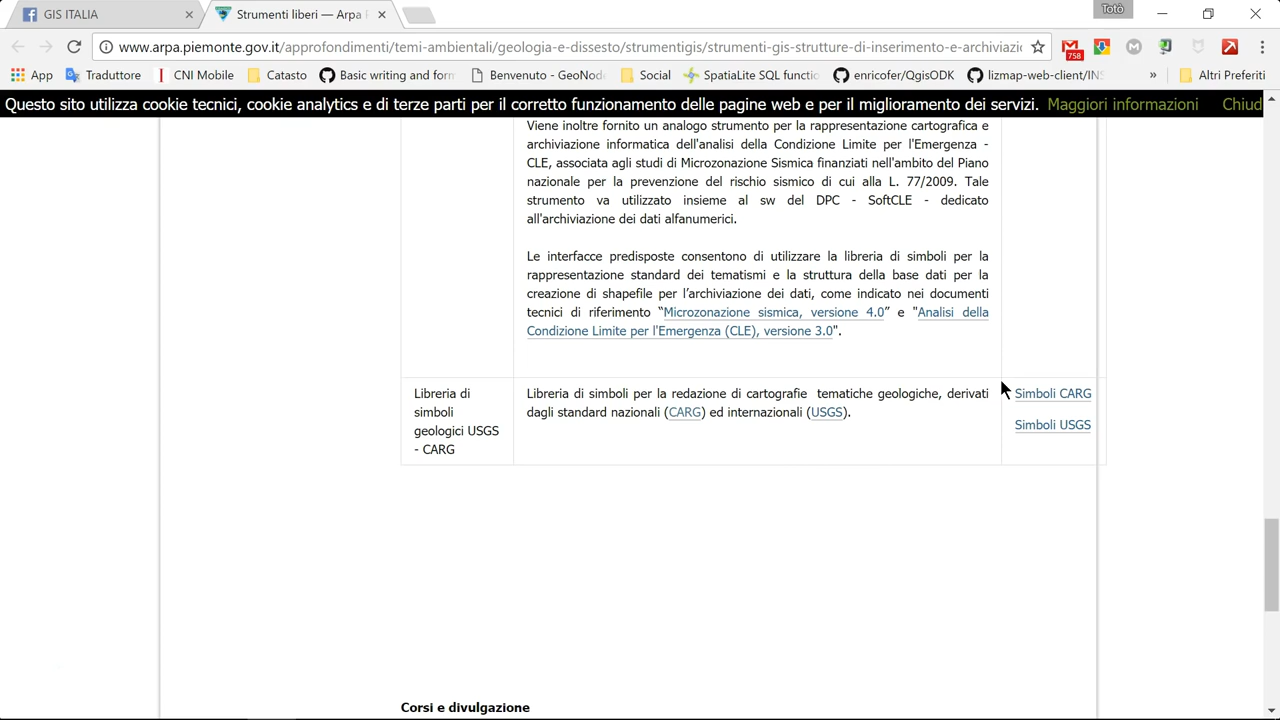 GIS ITALIA
Strumenti liberi — Arpa P
Totò
www.arpa.piemonte.gov.it/approfondimenti/temi-ambientali/geologia-e-dissesto/strumentigis/strumenti-gis-strutture-di-inserimento-e-archiviazio
758
App
Traduttore
CNI Mobile
Catasto
Basic writing and form
Benvenuto - GeoNode
Social
SpatiaLite SQL functio
enricofer/QgisODK
lizmap-web-client/INS
»
Altri Preferiti
Questo sito utilizza cookie tecnici, cookie analytics e di terze parti per il corretto funzionamento delle pagine web e per il miglioramento dei servizi. Maggiori informazioni Chiud
Viene inoltre fornito un analogo strumento per la rappresentazione cartografica e
archiviazione informatica dell'analisi della Condizione Limite per l'Emergenza -
CLE, associata agli studi di Microzonazione Sismica finanziati nell'ambito del Piano
nazionale per la prevenzione del rischio sismico di cui alla L. 77/2009. Tale
strumento va utilizzato insieme al sw del DPC - SoftCLE - dedicato
all'archiviazione dei dati alfanumerici.
Le interfacce predisposte consentono di utilizzare la libreria di simboli per la
rappresentazione standard dei tematismi e la struttura della base dati per la
creazione di shapefile per l’archiviazione dei dati, come indicato nei documenti
tecnici di riferimento “Microzonazione sismica, versione 4.0” e "Analisi della
Condizione Limite per l'Emergenza (CLE), versione 3.0".
Libreria di
simboli
geologici USGS
- CARG
Libreria di simboli per la redazione di cartografie tematiche geologiche, derivati
dagli standard nazionali (CARG) ed internazionali (USGS).
Simboli CARG
Simboli USGS
Corsi e divulgazione